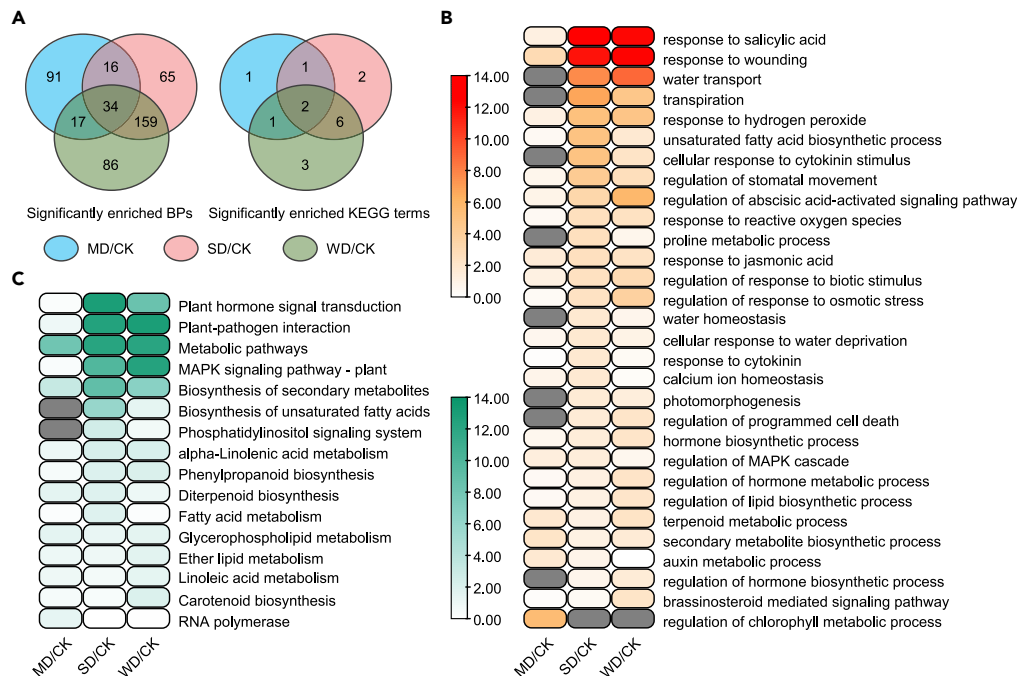 A
91
16
65
34
17
159
86
1
1
2
2
1
6
3
Significantly enriched BPs
Significantly enriched KEGG terms
MD/CK
SD/CK
WD/CK
B
14.00
12.00
10.00
8.00
6.00
4.00
2.00
0.00
response to salicylic acid
response to wounding
water transport
transpiration
response to hydrogen peroxide
unsaturated fatty acid biosynthetic process
cellular response to cytokinin stimulus
regulation of stomatal movement
regulation of abscisic acid-activated signaling pathway
response to reactive oxygen species
proline metabolic process
response to jasmonic acid
regulation of response to biotic stimulus
regulation of response to osmotic stress
water homeostasis
cellular response to water deprivation
response to cytokinin
calcium ion homeostasis
photomorphogenesis
regulation of programmed cell death
hormone biosynthetic process
regulation of MAPK cascade
regulation of hormone metabolic process
regulation of lipid biosynthetic process
terpenoid metabolic process
secondary metabolite biosynthetic process
auxin metabolic process
regulation of hormone biosynthetic process
brassinosteroid mediated signaling pathway
regulation of chlorophyll metabolic process
MD/CK
SD/CK
WD/CK
C
Plant hormone signal transduction
Plant-pathogen interaction
Metabolic pathways
MAPK signaling pathway - plant
Biosynthesis of secondary metabolites
Biosynthesis of unsaturated fatty acids
Phosphatidylinositol signaling system
alpha-Linolenic acid metabolism
Phenylpropanoid biosynthesis
Diterpenoid biosynthesis
Fatty acid metabolism
Glycerophospholipid metabolism
Ether lipid metabolism
Linoleic acid metabolism
Carotenoid biosynthesis
RNA polymerase
MD/CK
SD/CK
WD/CK
14.00
12.00
10.00
8.00
6.00
4.00
2.00
0.00